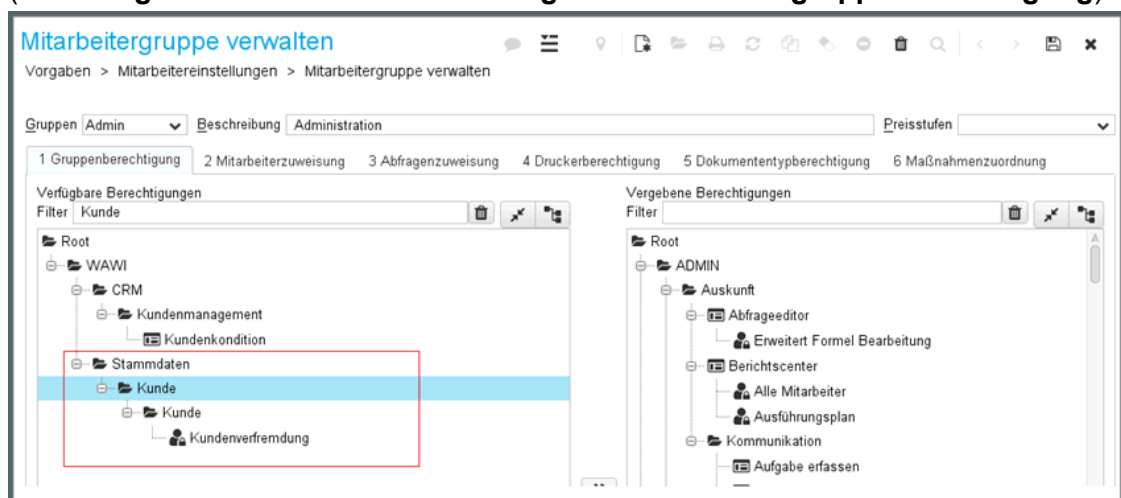 Mitarbeitergruppe verwalten
Vorgaben > Mitarbeitereinstellungen > Mitarbeitergruppe verwalten
Gruppen Admin Beschreibung Administration Preisstufen
1 Gruppenberechtigung 2 Mitarbeiterzuweisung 3 Abfragenzuweisung 4 Druckerberechtigung 5 Dokumententypberechtigung 6 Maßnahmenzuordnung
Verfügbare Berechtigungen
Filter Kunde
Root
WAWI
CRM
Kundenmanagement
Kundenkondition
Stammdaten
Kunde
Kunde
Kundenverfremdung
Vergebene Berechtigungen
Filter
Root
ADMIN
Auskunft
Abfrageeditor
Erweitert Formel Bearbeitung
Berichtscenter
Alle Mitarbeiter
Ausführungsplan
Kommunikation
Aufgabe erfassen